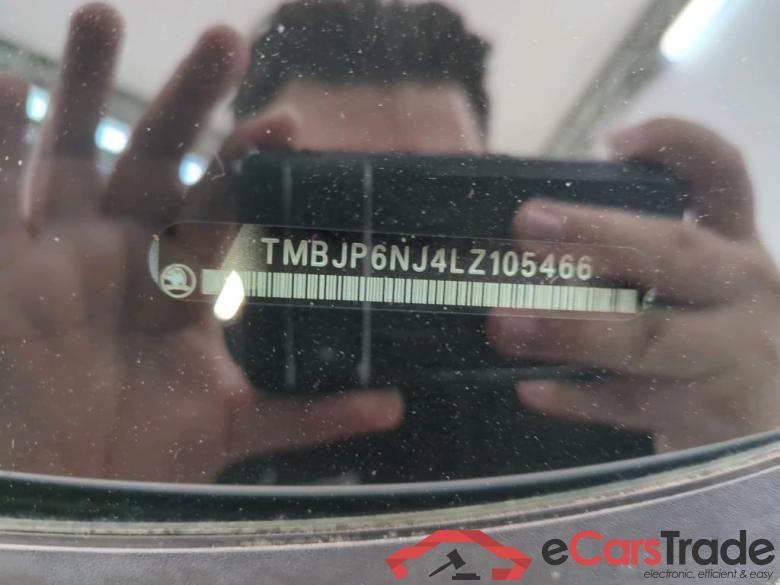 TMBJP6NJ4LZ105466
eCarsTrade
electronic, efficient & easy